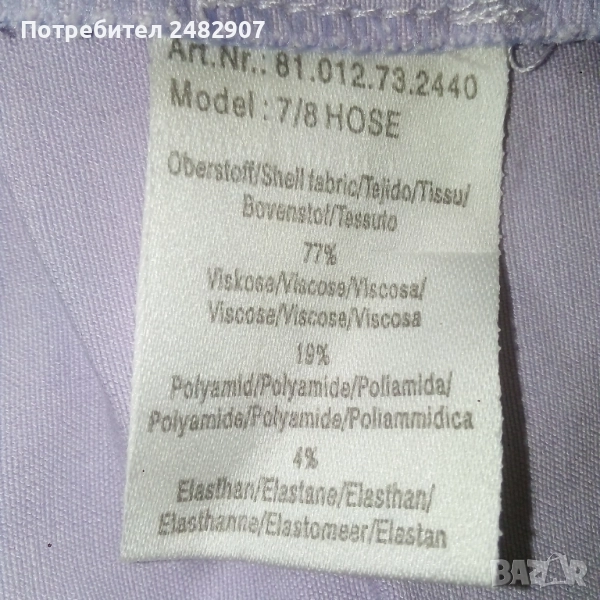 Потребител 2482907
Art.Nr.: 81.012.73.2440
Model : 7/8 HOSE
Oberstoff/Shell fabric/Tejido/Tissu/
Bovenstof/Tessuto
77%
Viskose/Viscose/Viscosa/
Viscose/Viscose/Viscosa
19%
Polyamid/Polyamide/Poliamida/
Polyamide/Polyamide/Poliammidica
4%
Elasthan/Elastane/Elasthan/
Elasthanne/Elastomeer/Elastan
BAZAR